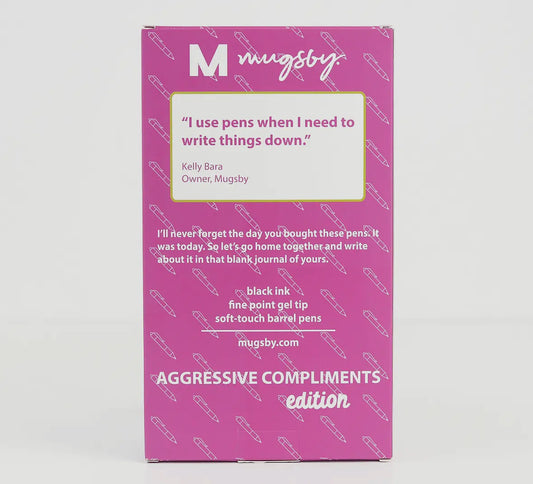 M mugsby.
“I use pens when I need to
write things down.”
Kelly Bara
Owner, Mugsby
I’ll never forget the day you bought these pens. It
was today. So let’s go home together and write
about it in that blank journal of yours.
black ink
fine point gel tip
soft-touch barrel pens
mugsby.com
AGGRESSIVE COMPLIMENTS
edition